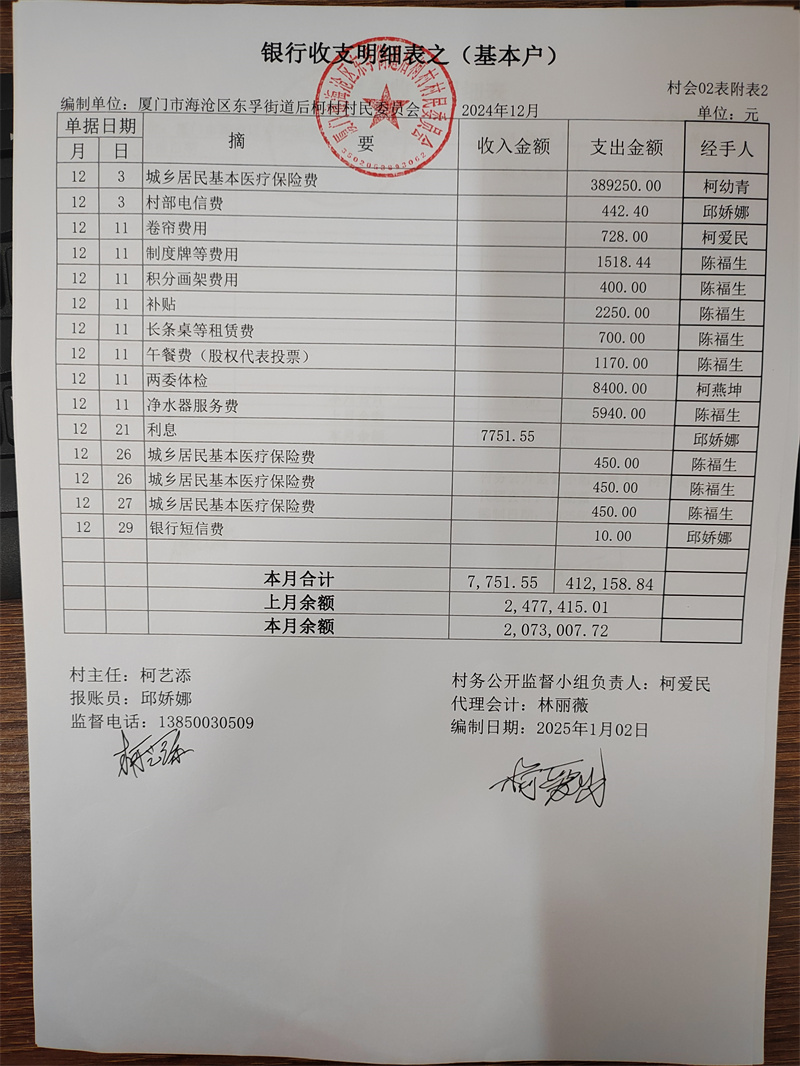 银行收支明细表之（基本户）
村会02表附表2
编制单位：厦门市海沧区东孚街道后柯村村民委员会 2024年12月 单位：元
单据日期 摘 要 收入金额 支出金额 经手人
月 日
12 3 城乡居民基本医疗保险费 389250.00 柯幼青
12 3 村部电信费 442.40 邱娇娜
12 11 卷帘费用 728.00 柯爱民
12 11 制度牌等费用 1518.44 陈福生
12 11 积分画架费用 400.00 陈福生
12 11 补贴 2250.00 陈福生
12 11 长条桌等租赁费 700.00 陈福生
12 11 午餐费（股权代表投票） 1170.00 陈福生
12 11 两委体检 8400.00 柯燕坤
12 11 净水器服务费 5940.00 陈福生
12 21 利息 7751.55 邱娇娜
12 26 城乡居民基本医疗保险费 450.00 陈福生
12 26 城乡居民基本医疗保险费 450.00 陈福生
12 27 城乡居民基本医疗保险费 450.00 陈福生
12 29 银行短信费 10.00 邱娇娜
本月合计 7,751.55 412,158.84
上月余额 2,477,415.01
本月余额 2,073,007.72
村主任：柯艺添 村务公开监督小组负责人：柯爱民
报账员：邱娇娜 代理会计：林丽薇
监督电话：13850030509 编制日期：2025年1月02日
柯艺添
柯爱民